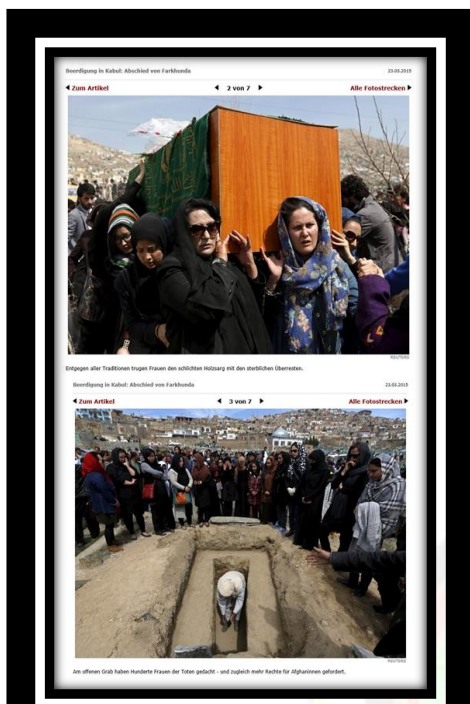 Beerdigung in Kabul: Abschied von Farkhunda 23.03.2015
Zum Artikel 2 von 7 Alle Fotostrecken
REUTERS
Entgegen aller Traditionen trugen Frauen den schlichten Holzsarg mit den sterblichen Überresten.
Beerdigung in Kabul: Abschied von Farkhunda 23.03.2015
Zum Artikel 3 von 7 Alle Fotostrecken
REUTERS
Am offenen Grab haben Hunderte Frauen der Toten gedacht - und zugleich mehr Rechte für Afghaninnen gefordert.